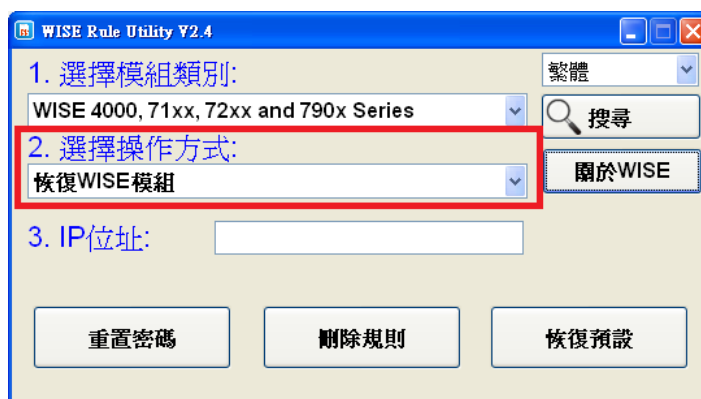 WISE Rule Utility V2.4
1. 選擇模組類別:
繁體
WISE 4000, 71xx, 72xx and 790x Series
搜尋
2. 選擇操作方式:
恢復WISE模組
關於WISE
3. IP位址:
重置密碼
刪除規則
恢復預設